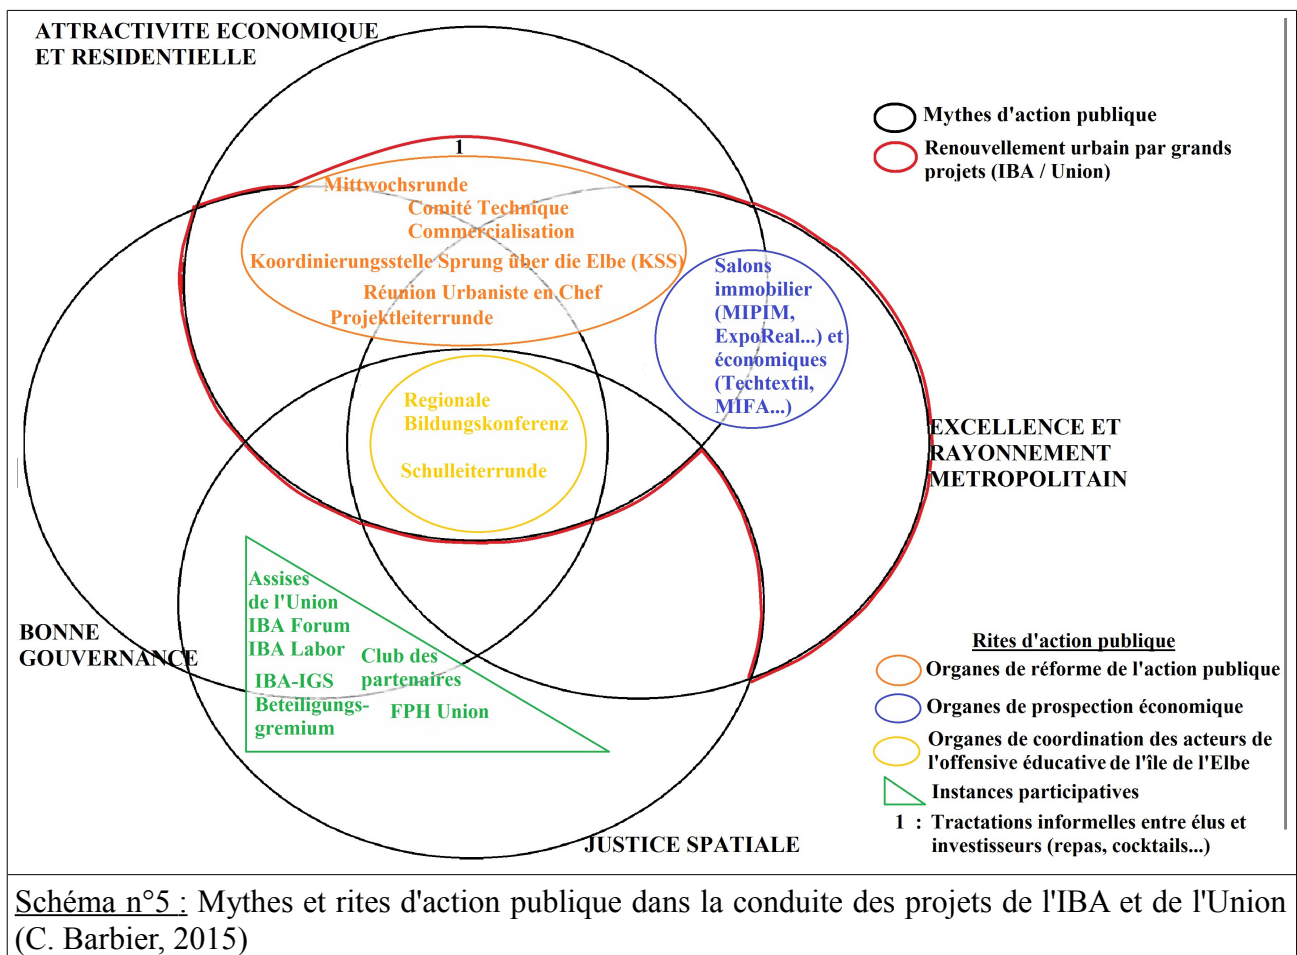 ATTRACTIVITE ECONOMIQUE
ET RESIDENTIELLE
Mythes d'action publique
Renouvellement urbain par grands
projets (IBA / Union)
1
Mittwochsrunde
Comité Technique
Commercialisation
Koordinierungsstelle Sprung über die Elbe (KSS)
Réunion Urbaniste en Chef
Projektleiterrunde
Salons
immobilier
(MIPIM,
ExpoReal...) et
économiques
(Techtextil,
MIFA...)
Regionale
Bildungskonferenz
Schulleiterrunde
EXCELLENCE ET
RAYONNEMENT
METROPOLITAIN
Assises
de l'Union
IBA Forum
IBA Labor
IBA-IGS
Beteiligungs-
gremium
Club des
partenaires
FPH Union
BONNE
GOUVERNANCE
JUSTICE SPATIALE
Rites d'action publique
Organes de réforme de l'action publique
Organes de prospection économique
Organes de coordination des acteurs de
l'offensive éducative de l'île de l'Elbe
Instances participatives
1 : Tractations informelles entre élus et
investisseurs (repas, cocktails...)
Schéma n°5 : Mythes et rites d'action publique dans la conduite des projets de l'IBA et de l'Union
(C. Barbier, 2015)